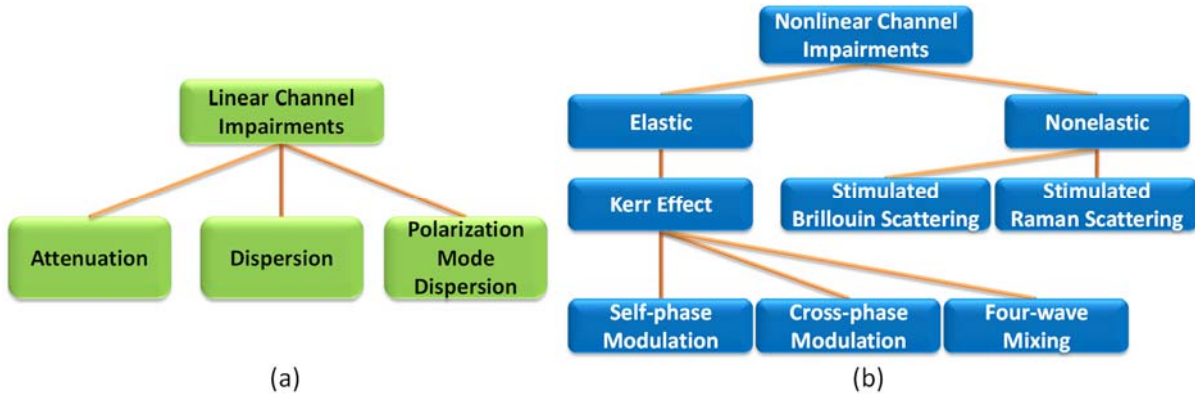 Linear Channel
Impairments
Attenuation
Dispersion
Polarization
Mode
Dispersion
(a)
Nonlinear Channel
Impairments
Elastic
Nonelastic
Kerr Effect
Stimulated
Brillouin Scattering
Stimulated
Raman Scattering
Self-phase
Modulation
Cross-phase
Modulation
Four-wave
Mixing
(b)